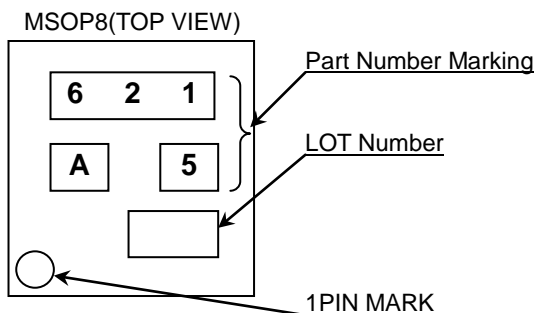 MSOP8(TOP VIEW)
Part Number Marking
6 2 1
A 5
LOT Number
1PIN MARK